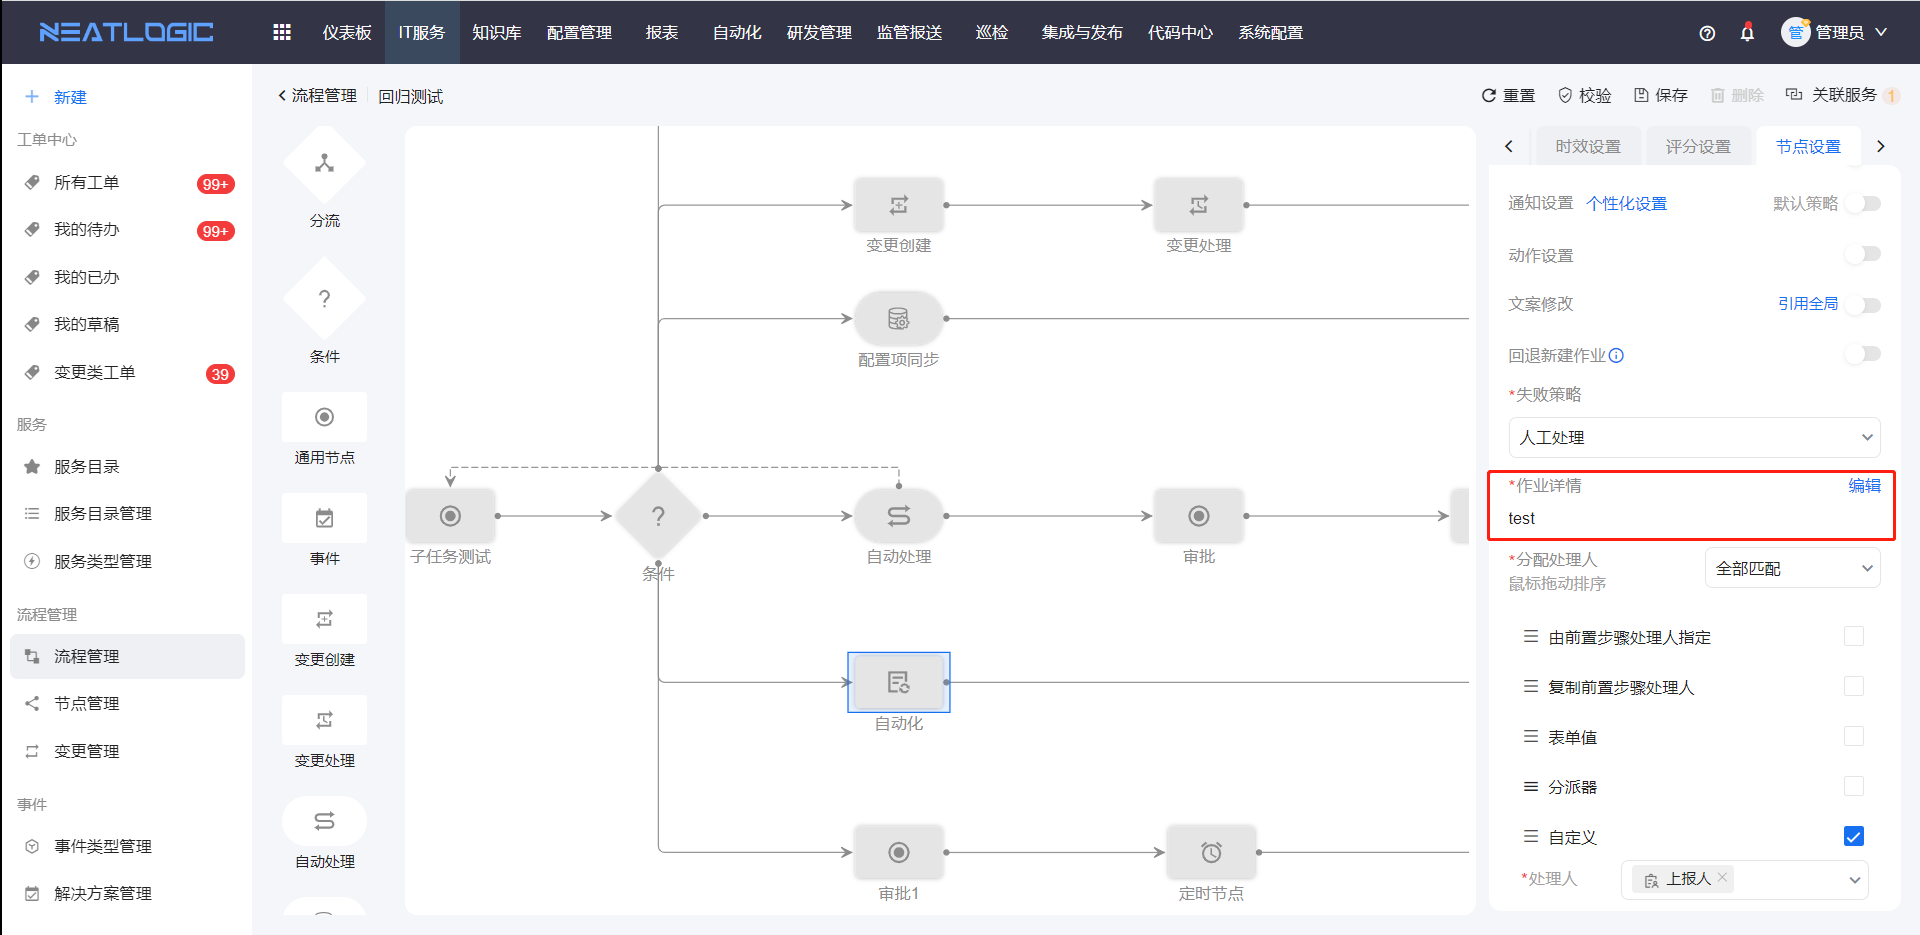 NEATLOGIC
仪表板
IT服务
知识库
配置管理
报表
自动化
研发管理
监管报送
巡检
集成与发布
代码中心
系统配置
管
管理员
新建
工单中心
所有工单
99+
我的待办
99+
我的已办
我的草稿
变更类工单
39
服务
服务目录
服务目录管理
服务类型管理
流程管理
流程管理
节点管理
变更管理
事件
事件类型管理
解决方案管理
流程管理
回归测试
重置
校验
保存
删除
关联服务
1
分流
?
条件
通用节点
事件
变更创建
变更处理
自动处理
变更创建
变更处理
配置项同步
子任务测试
?
条件
自动处理
审批
自动化
审批1
定时节点
时效设置
评分设置
节点设置
通知设置
个性化设置
默认策略
动作设置
文案修改
引用全局
回退新建作业
*失败策略
人工处理
*作业详情
编辑
test
*分配处理人
鼠标拖动排序
全部匹配
由前置步骤处理人指定
复制前置步骤处理人
表单值
分派器
自定义
*处理人
上报人